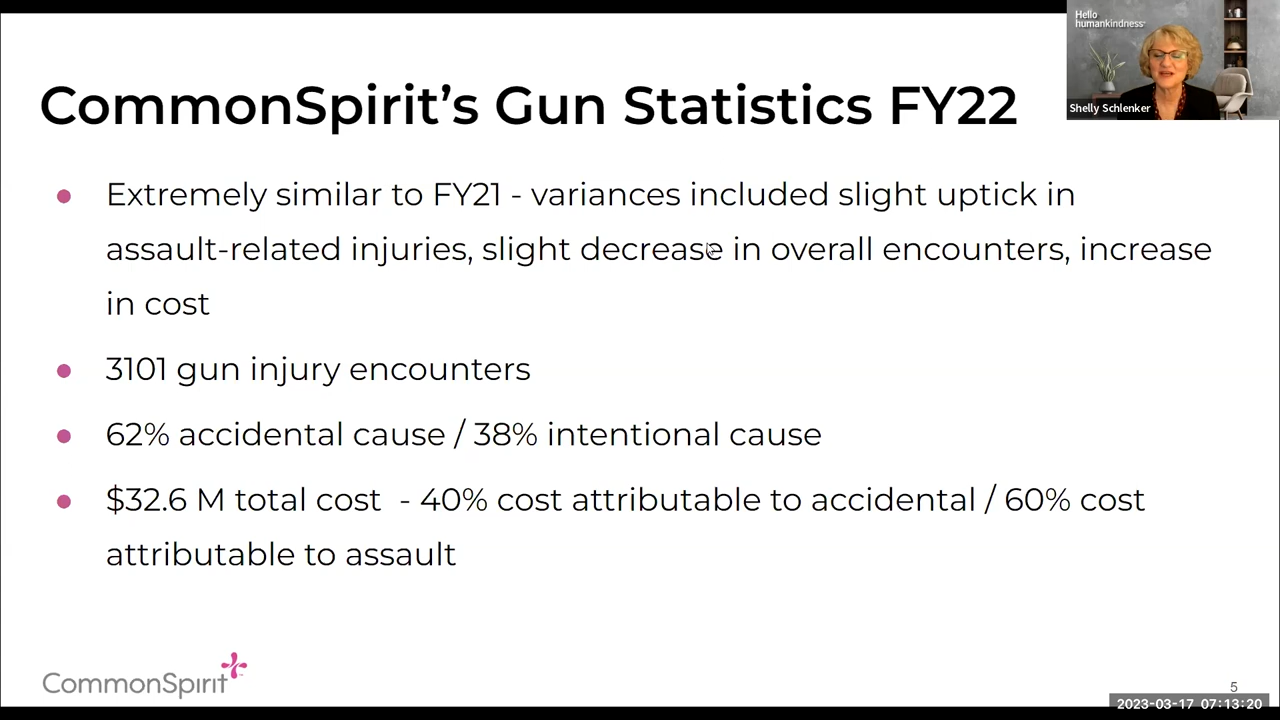 Hello
humankindness
Shelly Schlenker
CommonSpirit’s Gun Statistics FY22
● Extremely similar to FY21 - variances included slight uptick in
assault-related injuries, slight decrease in overall encounters, increase
in cost
● 3101 gun injury encounters
● 62% accidental cause / 38% intentional cause
● $32.6 M total cost - 40% cost attributable to accidental / 60% cost
attributable to assault
CommonSpirit
5
2023-03-17 07:13:20